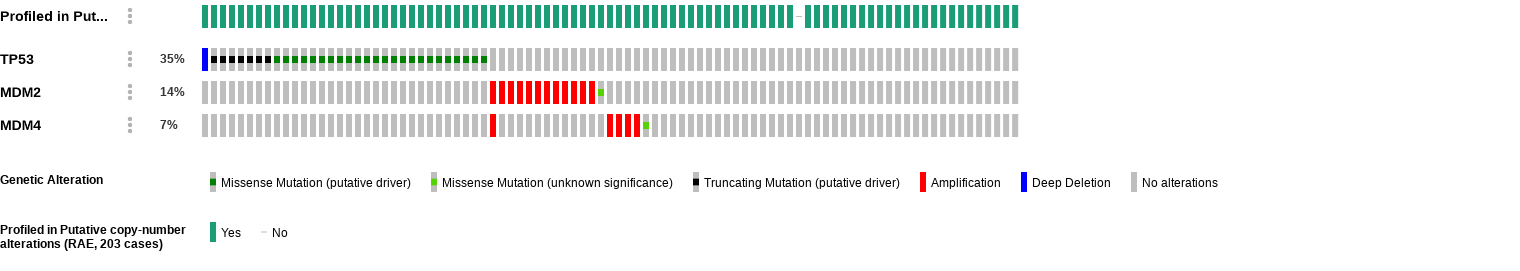 Profiled in Put...
TP53 35%
MDM2 14%
MDM4 7%
Genetic Alteration Missense Mutation (putative driver) Missense Mutation (unknown significance) Truncating Mutation (putative driver) Amplification Deep Deletion No alterations
Profiled in Putative copy-number
alterations (RAE, 203 cases) Yes No